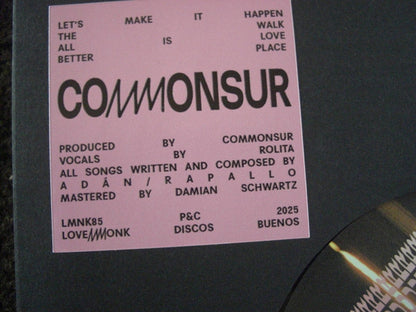 LET'S MAKE IT HAPPEN
THE WALK
ALL IS LOVE
BETTER PLACE
COMMONSUR
PRODUCED BY COMMONSUR
VOCALS BY ROLITA
ALL SONGS WRITTEN AND COMPOSED BY
ADÁN/RAPALLO
MASTERED BY DAMIAN SCHWARTZ
LMNK85 P&C 2025
LOVEMMONK DISCOS BUENOS